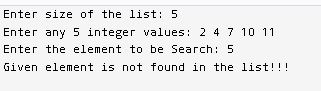 Enter size of the list: 5
Enter any 5 integer values: 2 4 7 10 11
Enter the element to be Search: 5
Given element is not found in the list!!!